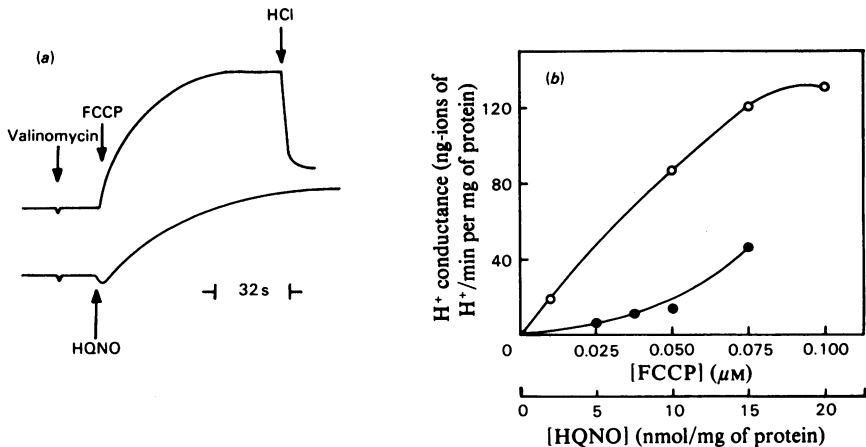 (a)
HCl
FCCP
Valinomycin
32 s
HQNO
(b)
H⁺ conductance (ng-ions of
H⁺/min per mg of protein)
120
80
40
0 0.025 0.050 0.075 0.100
[FCCP] (μM)
0 5 10 15 20
[HQNO] (nmol/mg of protein)